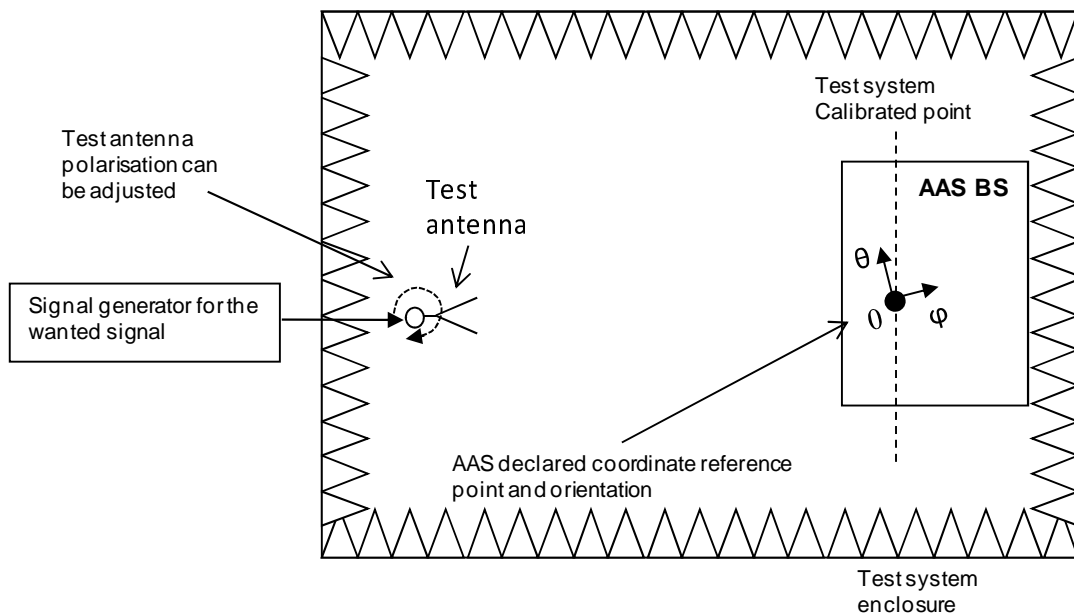 Test system
Calibrated point
Test antenna
polarisation can
be adjusted
Test
antenna
AAS BS
θ
φ
0
Signal generator for the
wanted signal
AAS declared coordinate reference
point and orientation
Test system
enclosure